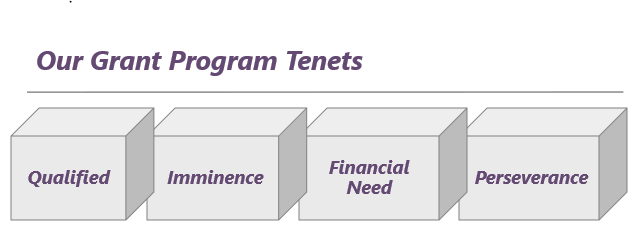 Our Grant Program Tenets
Qualified
Imminence
Financial
Need
Perseverance